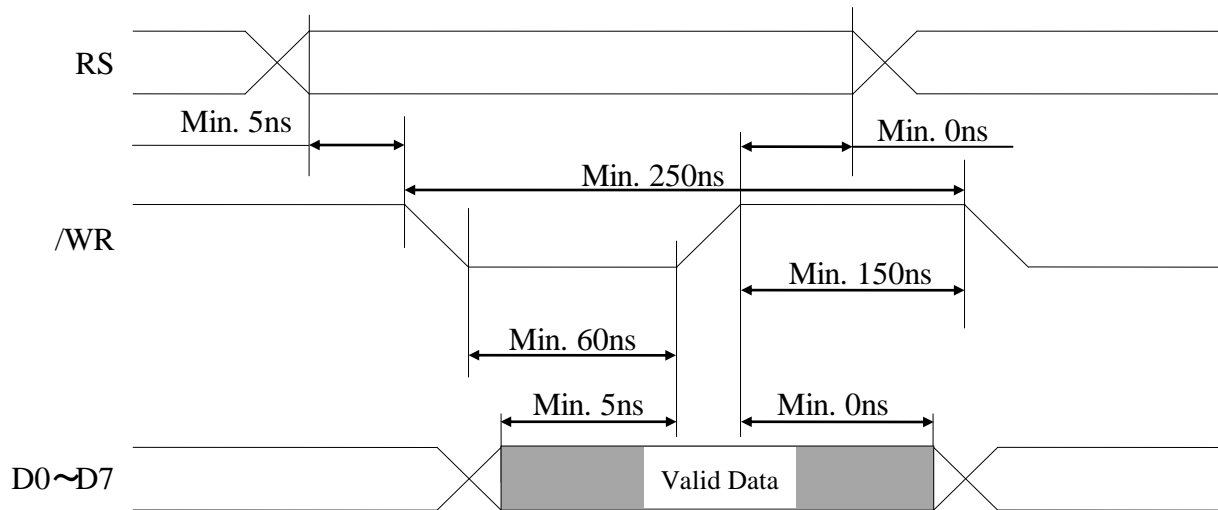 RS
Min. 5ns
Min. 0ns
Min. 250ns
/WR
Min. 150ns
Min. 60ns
Min. 5ns
Min. 0ns
D0～D7
Valid Data